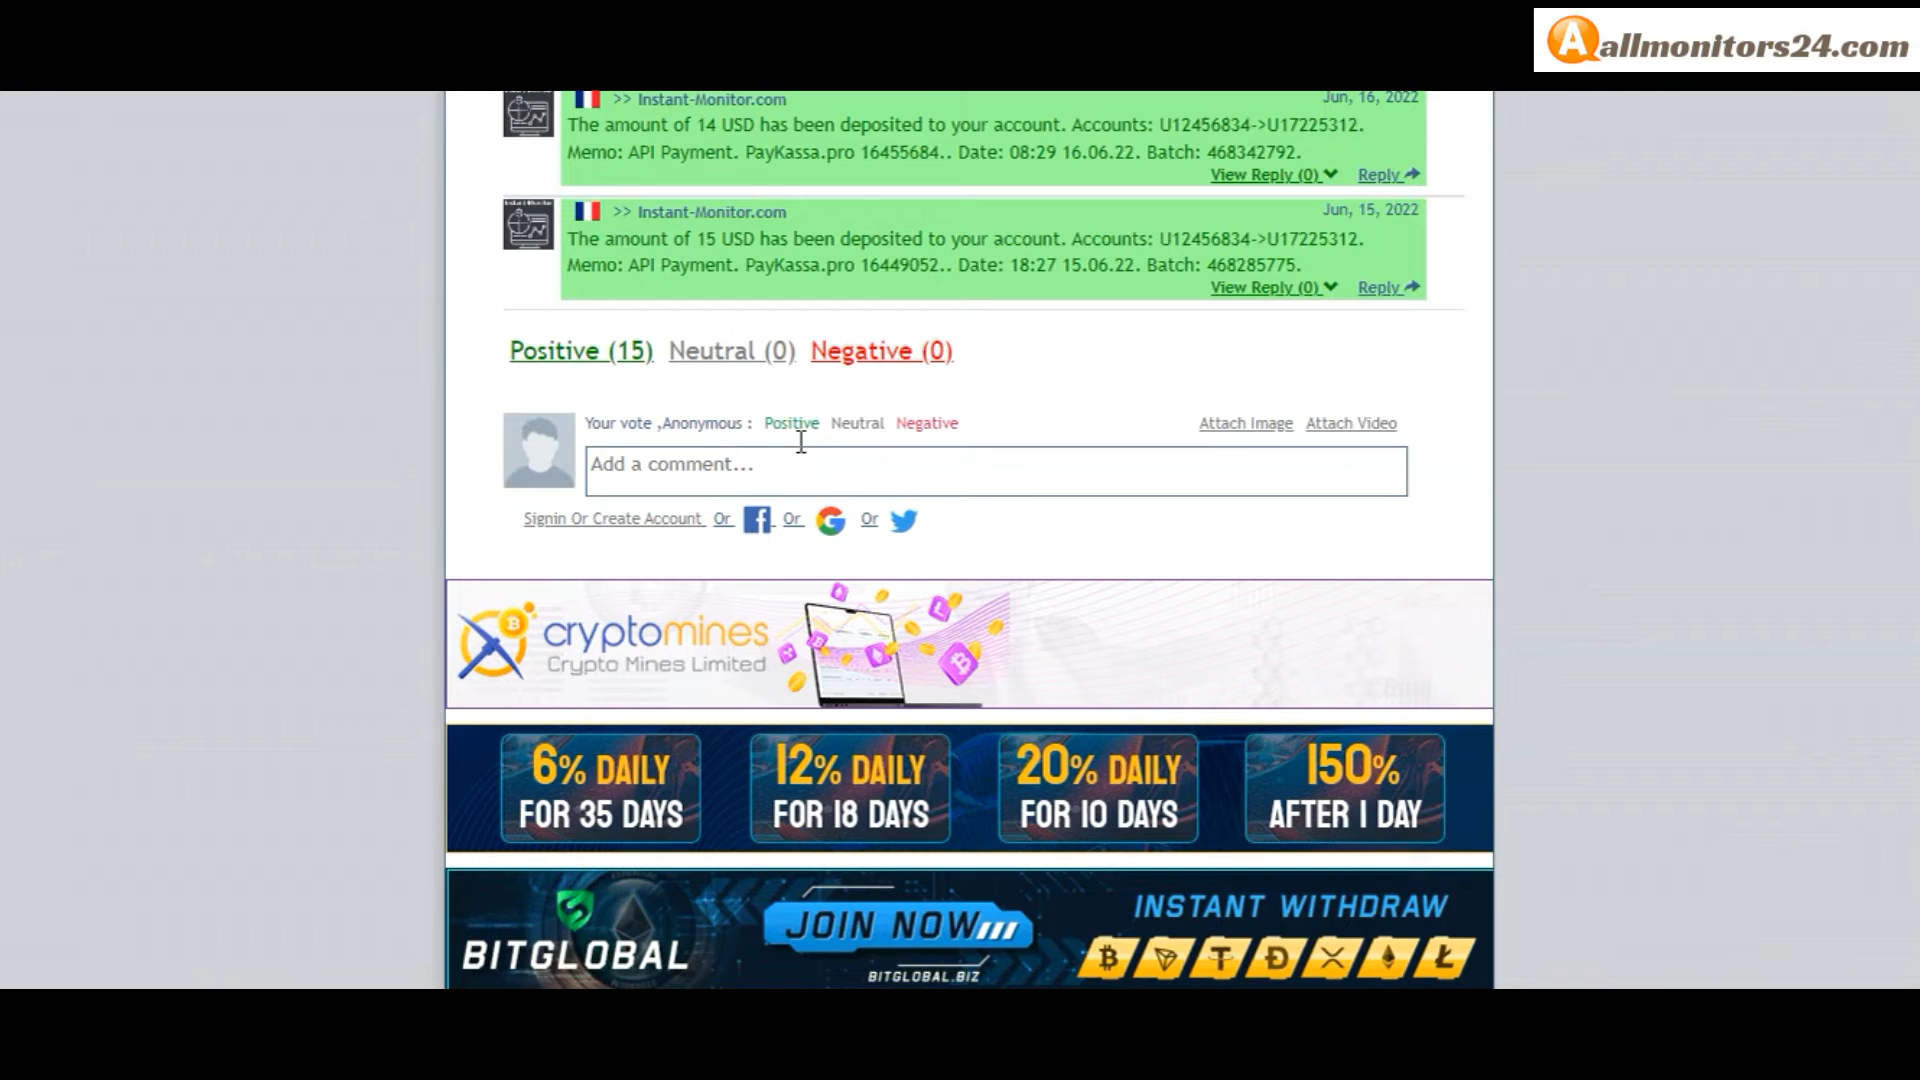 Aallmonitors24.com
>> Instant-Monitor.com Jun, 16, 2022
The amount of 14 USD has been deposited to your account. Accounts: U12456834->U17225312.
Memo: API Payment. PayKassa.pro 16455684.. Date: 08:29 16.06.22. Batch: 468342792.
View Reply (0) Reply
>> Instant-Monitor.com Jun, 15, 2022
The amount of 15 USD has been deposited to your account. Accounts: U12456834->U17225312.
Memo: API Payment. PayKassa.pro 16449052.. Date: 18:27 15.06.22. Batch: 468285775.
View Reply (0) Reply
Positive (15) Neutral (0) Negative (0)
Your vote ,Anonymous : Positive Neutral Negative Attach Image Attach Video
Add a comment...
Signin Or Create Account Or Or Or
cryptomines
Crypto Mines Limited
6% DAILY
FOR 35 DAYS
12% DAILY
FOR 18 DAYS
20% DAILY
FOR 10 DAYS
150%
AFTER 1 DAY
BITGLOBAL
JOIN NOW
BITGLOBAL.BIZ
INSTANT WITHDRAW